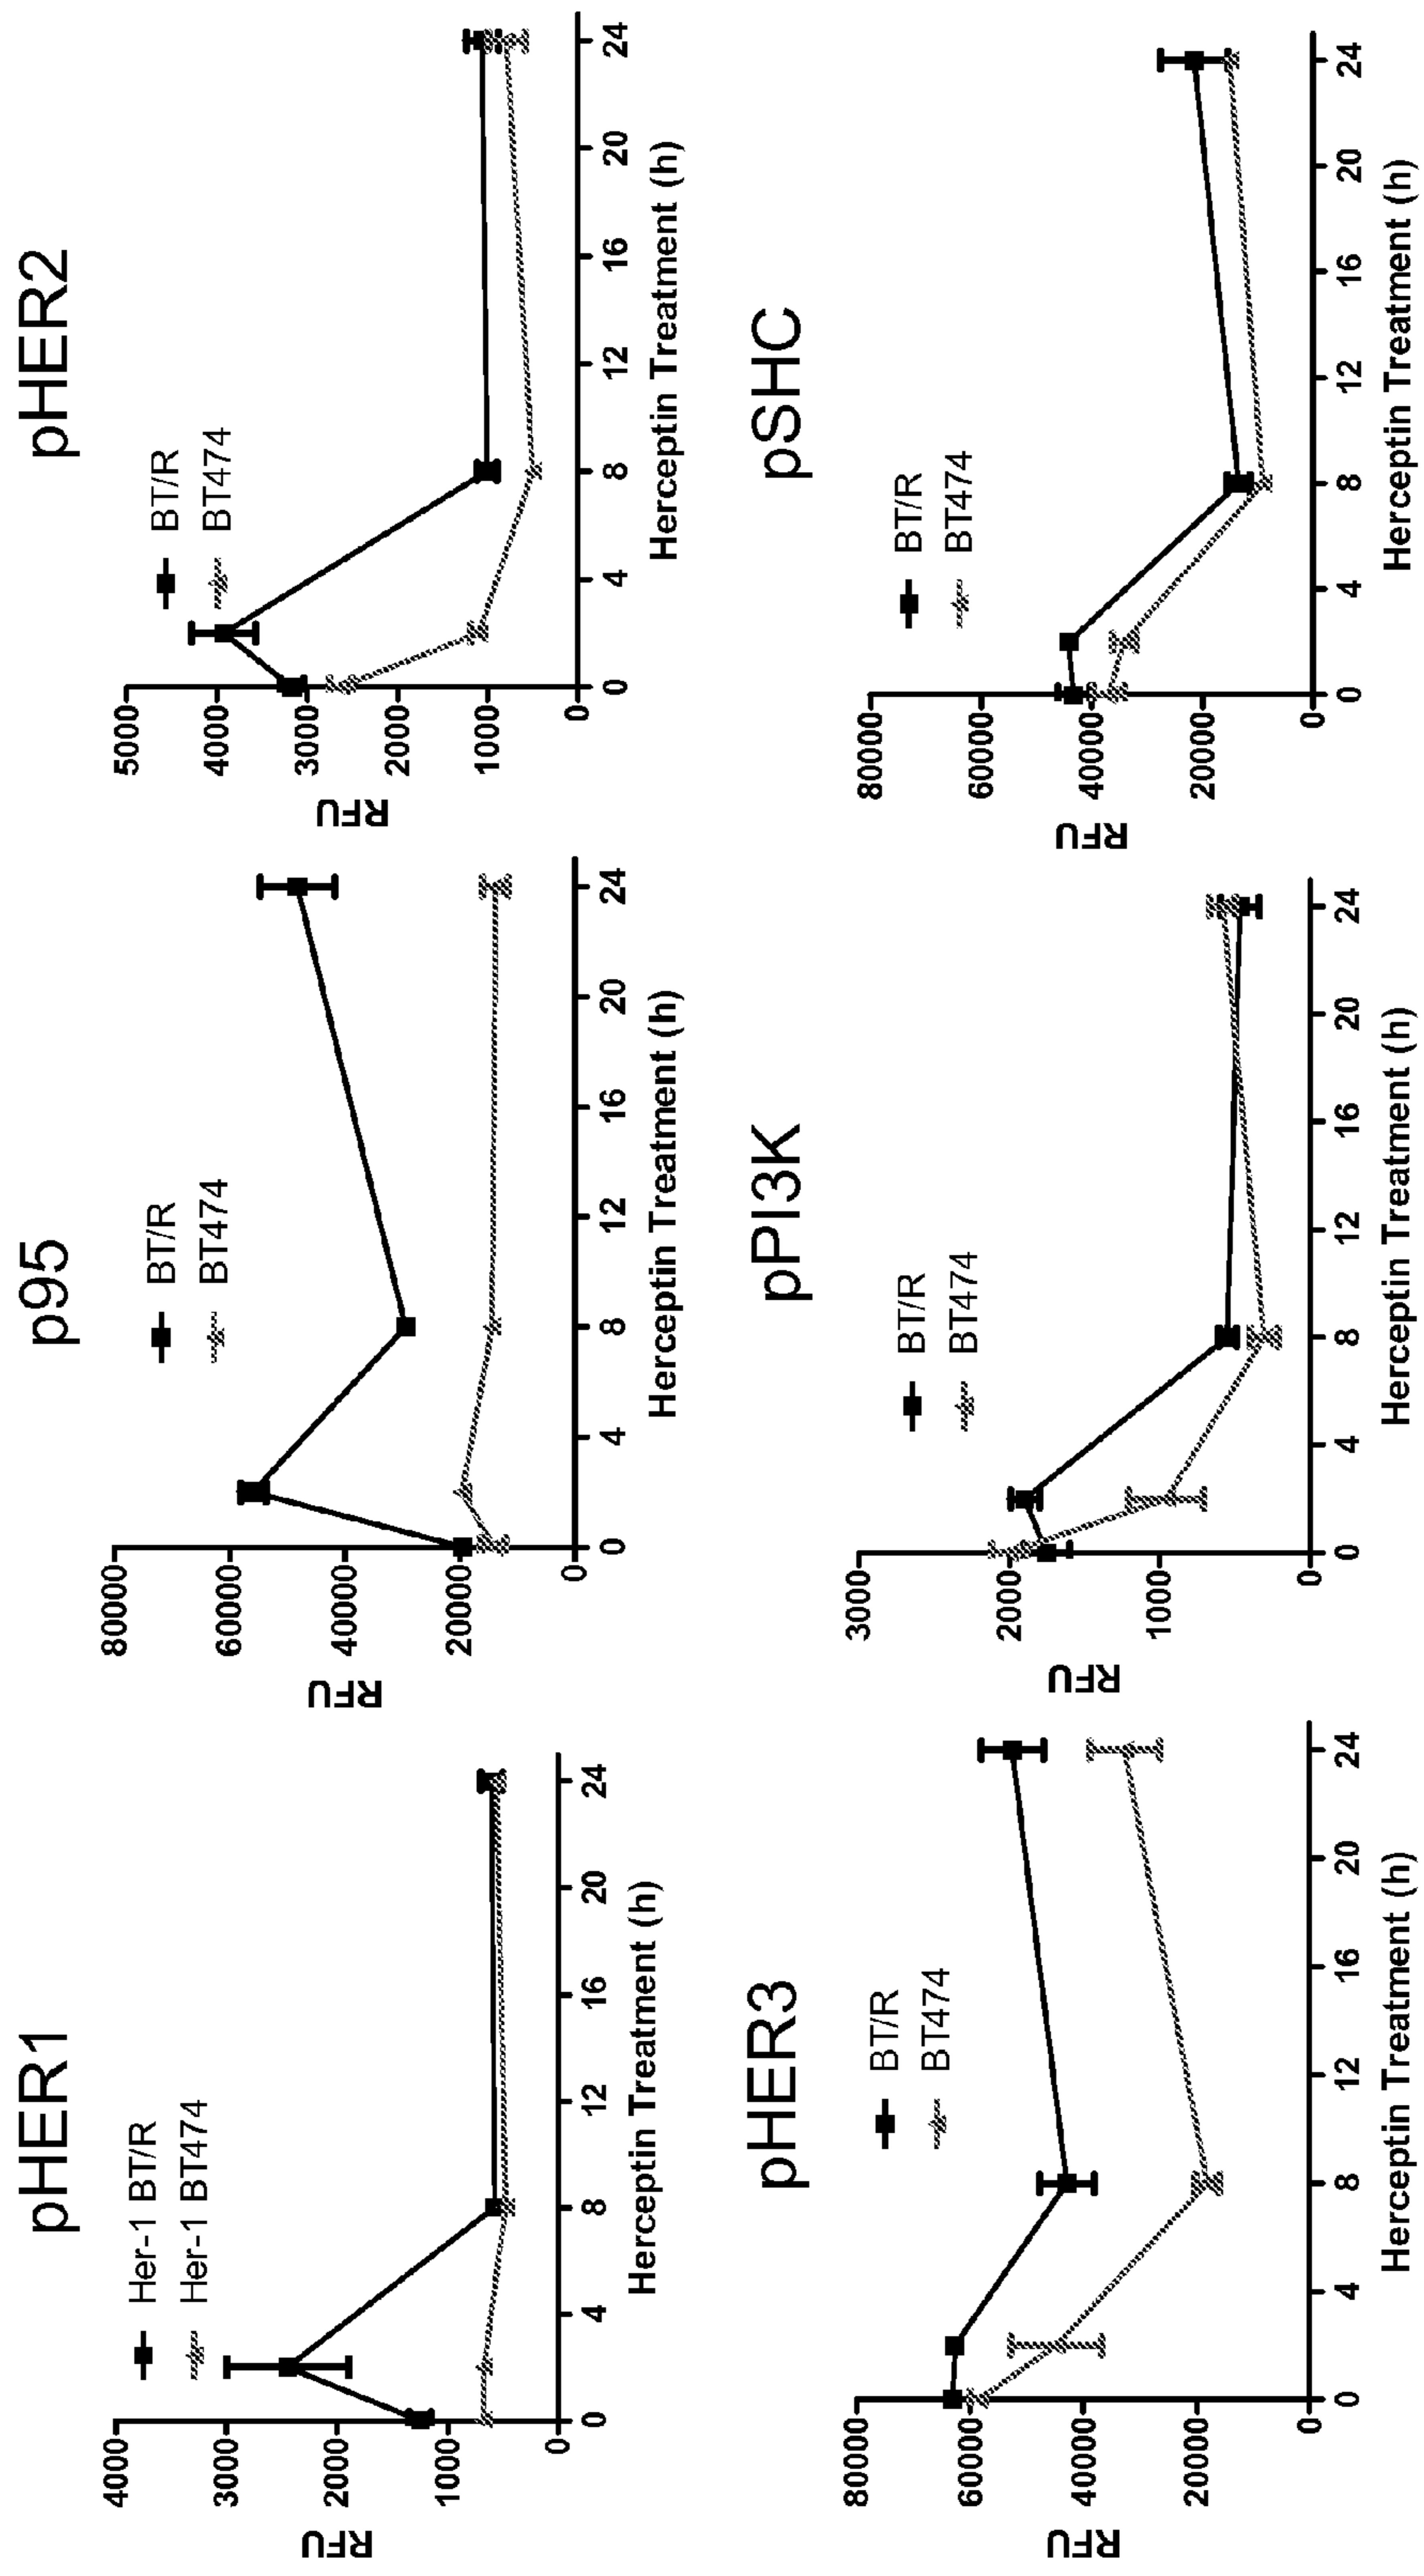 pHER1
Her-1 BT/R
Her-1 BT474
4000
3000
2000
1000
0
RFU
0
4
8
12
16
20
24
Herceptin Treatment (h)
p95
BT/R
BT474
80000
60000
40000
20000
0
RFU
0
4
8
12
16
20
24
Herceptin Treatment (h)
pHER2
BT/R
BT474
5000
4000
3000
2000
1000
0
RFU
0
4
8
12
16
20
24
Herceptin Treatment (h)
pHER3
BT/R
BT474
80000
60000
40000
20000
0
RFU
0
4
8
12
16
20
24
Herceptin Treatment (h)
pPI3K
BT/R
BT474
3000
2000
1000
0
RFU
0
4
8
12
16
20
24
Herceptin Treatment (h)
pSHC
BT/R
BT474
80000
60000
40000
20000
0
RFU
0
4
8
12
16
20
24
Herceptin Treatment (h)